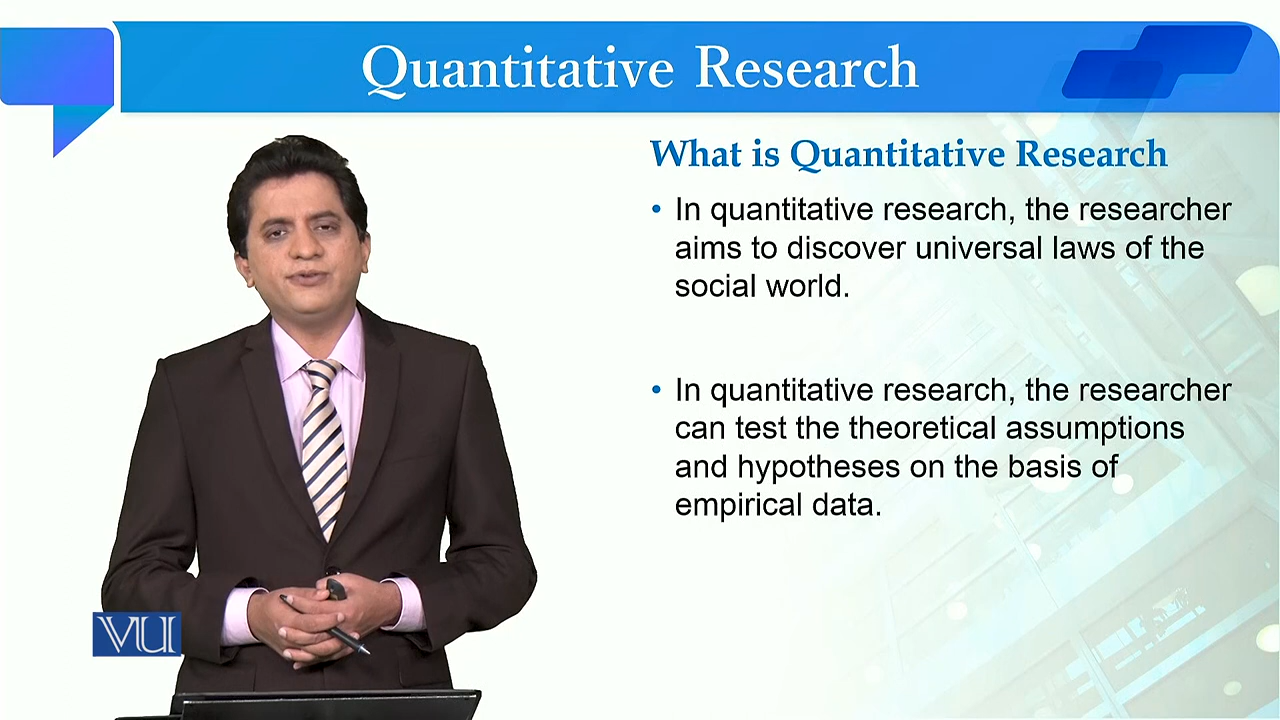 Quantitative Research
What is Quantitative Research
• In quantitative research, the researcher
aims to discover universal laws of the
social world.
• In quantitative research, the researcher
can test the theoretical assumptions
and hypotheses on the basis of
empirical data.
VU